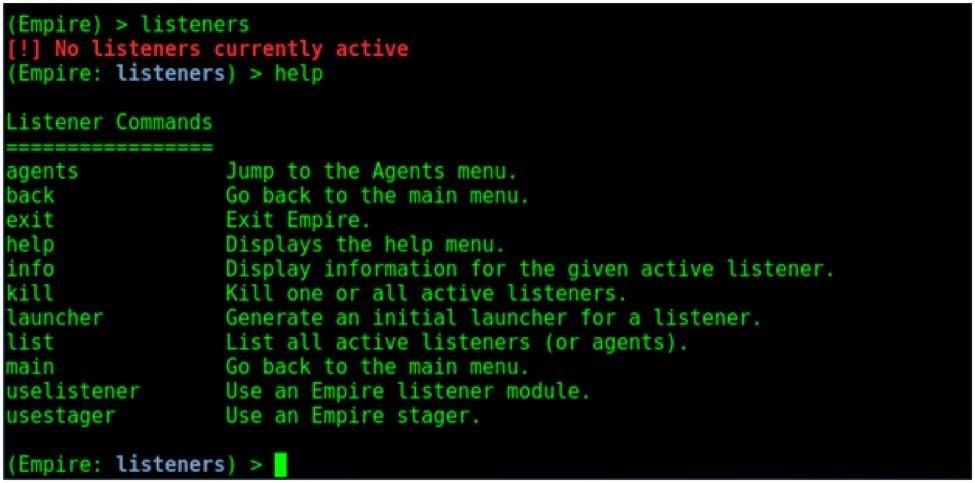 (Empire) > listeners
[!] No listeners currently active
(Empire: listeners) > help
Listener Commands
=================
agents Jump to the Agents menu.
back Go back to the main menu.
exit Exit Empire.
help Displays the help menu.
info Display information for the given active listener.
kill Kill one or all active listeners.
launcher Generate an initial launcher for a listener.
list List all active listeners (or agents).
main Go back to the main menu.
uselistener Use an Empire listener module.
usestager Use an Empire stager.
(Empire: listeners) >